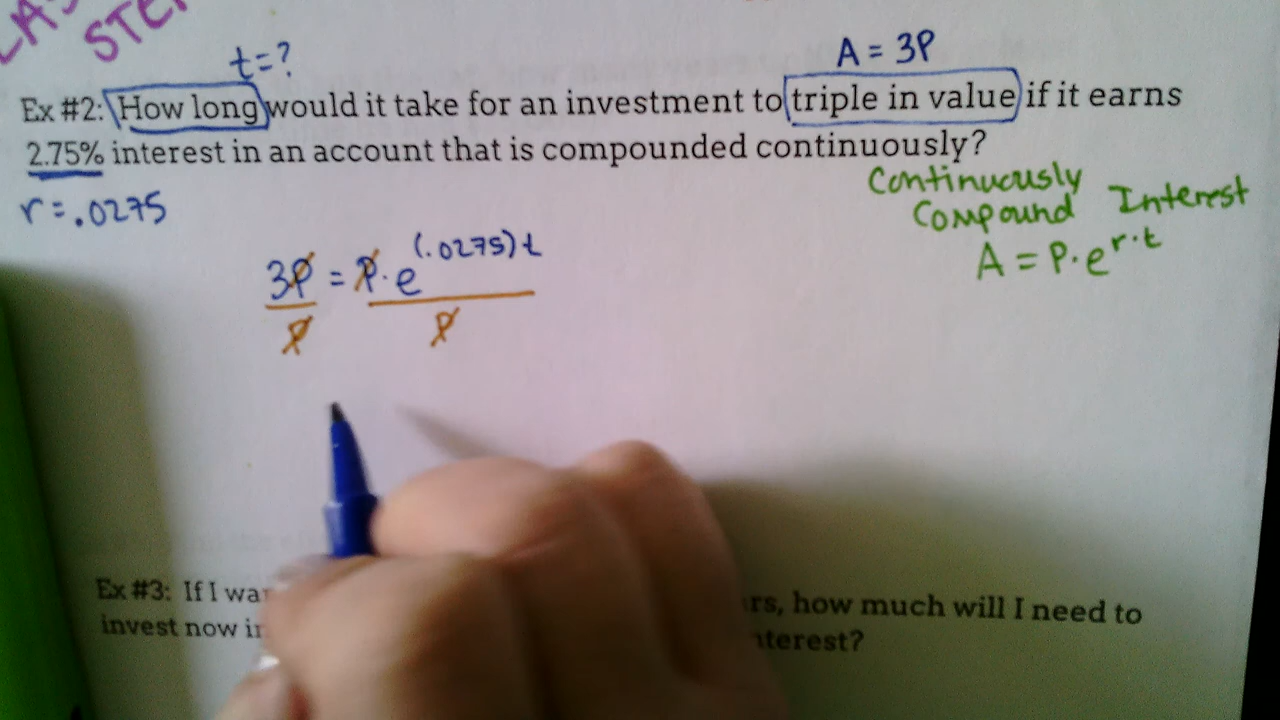 t=? A = 3P
Ex #2: How long would it take for an investment to triple in value if it earns
2.75% interest in an account that is compounded continuously?
r = .0275
Continuously
Compound Interest
A = P·e^r·t
3P = P·e^(.0275)t
P P
Ex #3: If I rs, how much will I need to
invest now in terest?